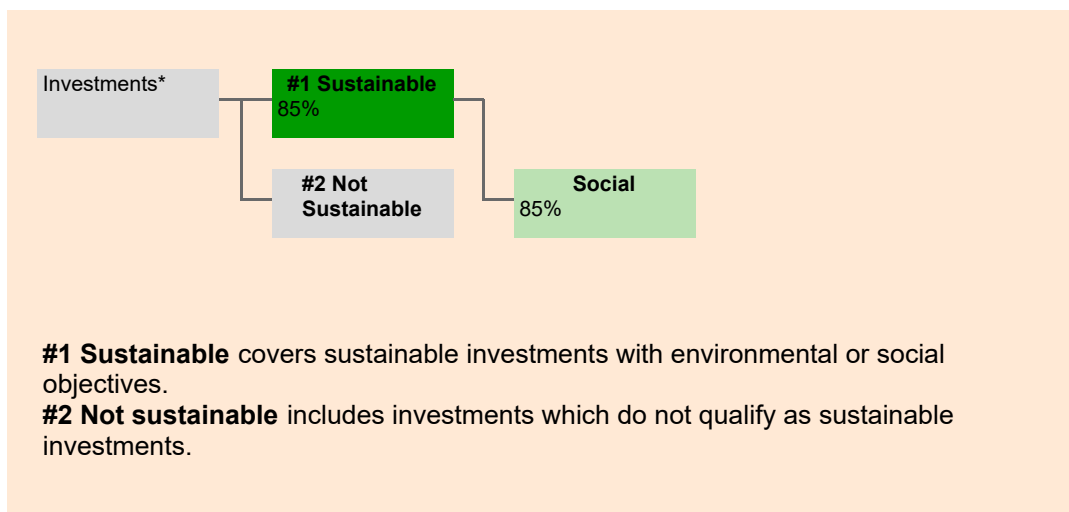 Investments*
#1 Sustainable
85%
#2 Not
Sustainable
Social
85%
#1 Sustainable covers sustainable investments with environmental or social
objectives.
#2 Not sustainable includes investments which do not qualify as sustainable
investments.